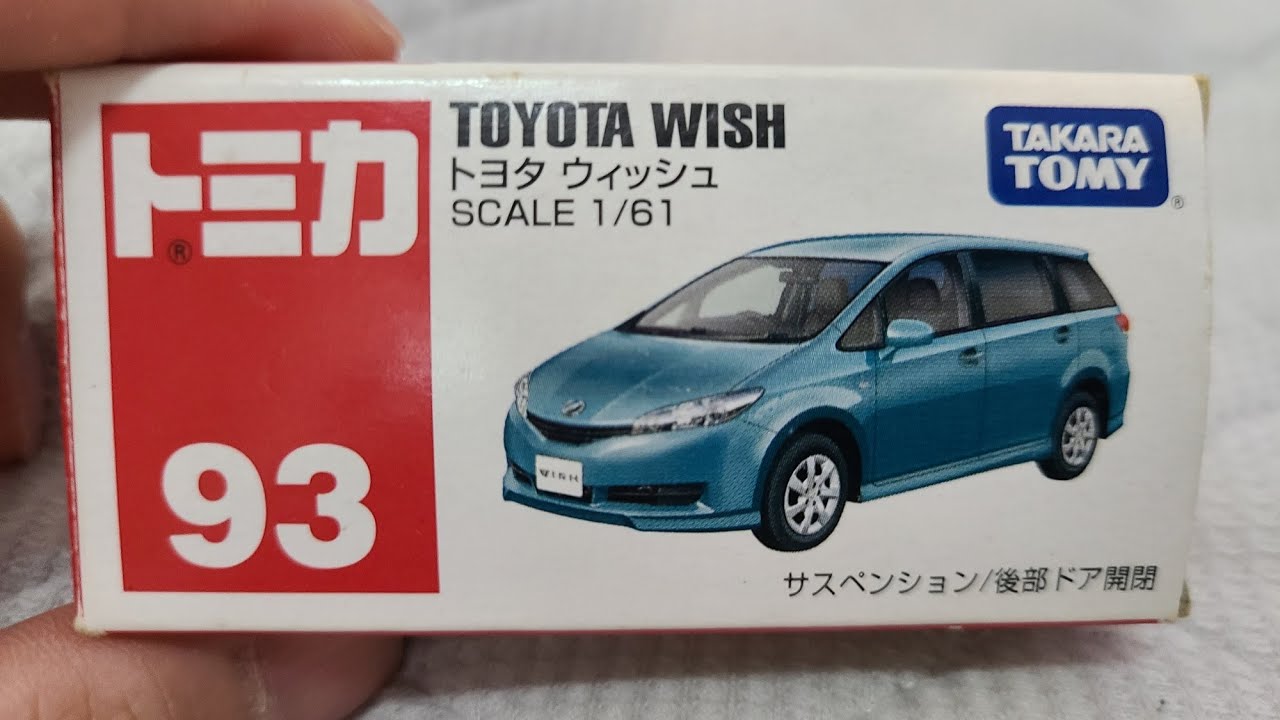 トミカ
®
93
TOYOTA WISH
トヨタ ウィッシュ
SCALE 1/61
TAKARA
TOMY
®
WISH
サスペンション/後部ドア開閉